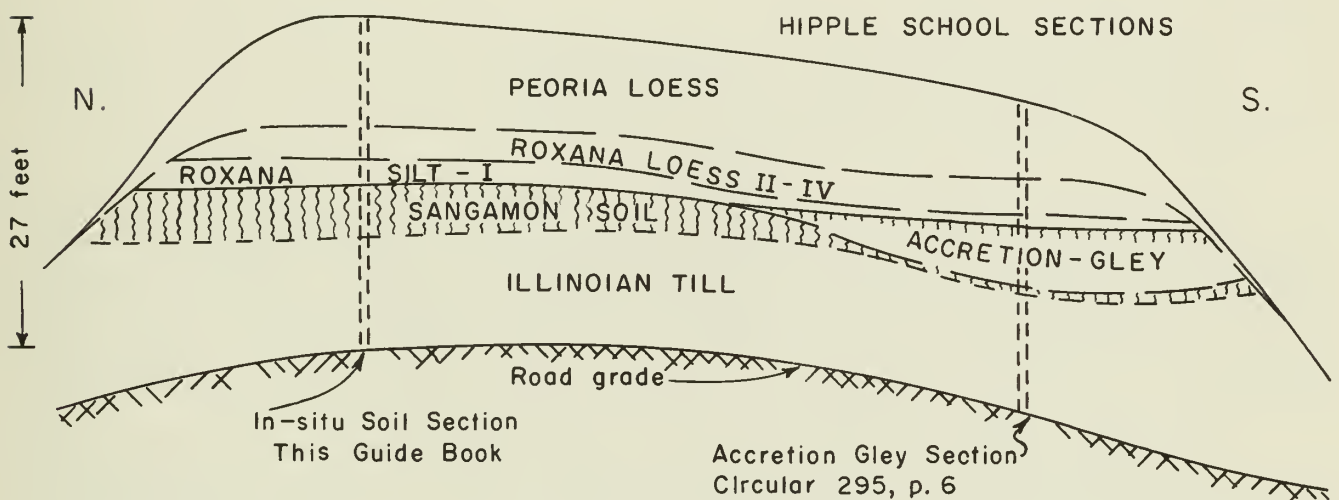 HIPPLE SCHOOL SECTIONS
N.
S.
27 feet
PEORIA LOESS
ROXANA LOESS II-IV
ROXANA SILT - I
SANGAMON SOIL
ACCRETION-GLEY
ILLINOIAN TILL
Road grade
In-situ Soil Section
This Guide Book
Accretion Gley Section
Circular 295, p. 6